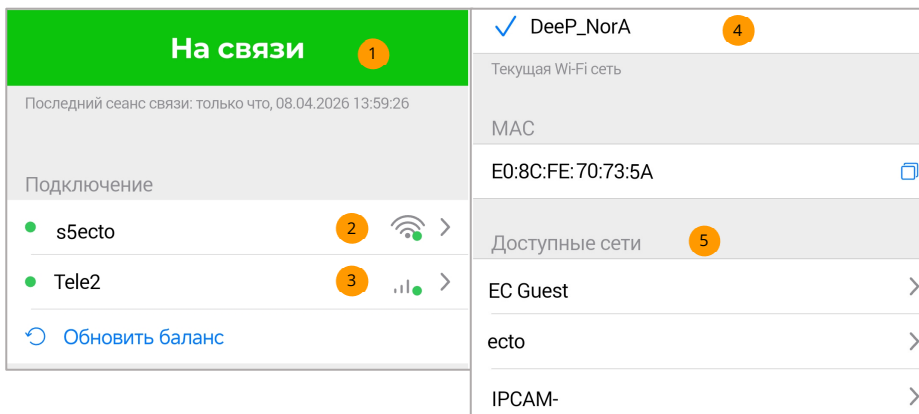 На связи
1
Последний сеанс связи: только что, 08.04.2026 13:59:26
Подключение
s5ecto
2
Tele2
3
Обновить баланс
DeeP_NorA
4
Текущая Wi-Fi сеть
MAC
E0:8C:FE:70:73:5A
Доступные сети
5
EC Guest
ecto
IPCAM-